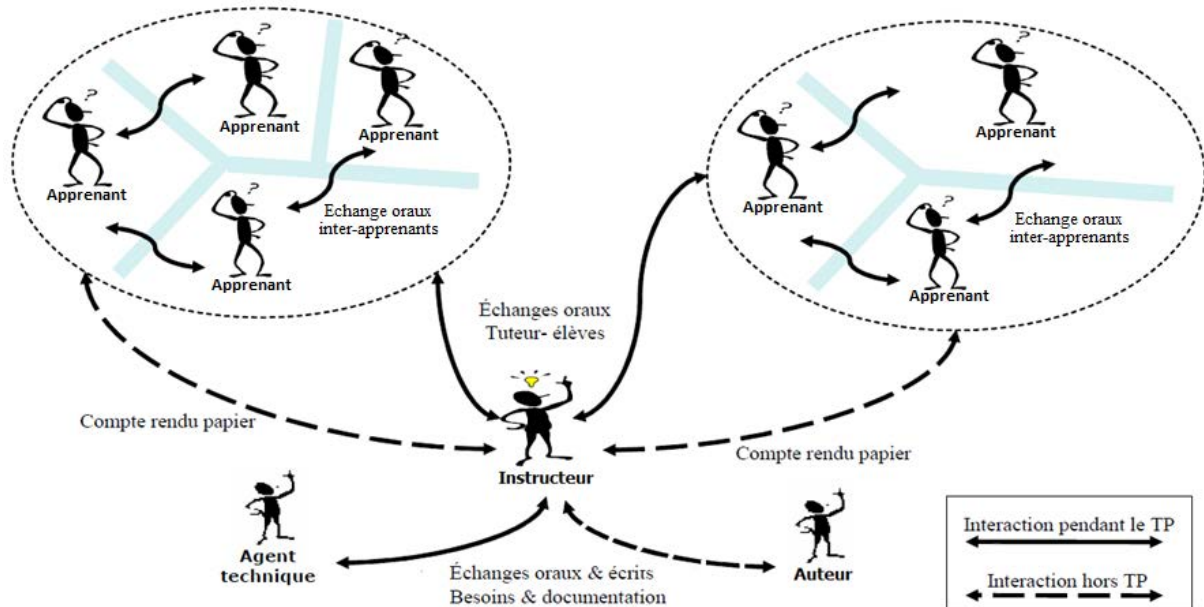 ?
?
?
Apprenant
Apprenant
?
Apprenant
?
Echange oraux
inter-apprenants
Apprenant
?
?
Apprenant
Apprenant
?
Echange oraux
inter-apprenants
Apprenant
Échanges oraux
Tuteur- élèves
Compte rendu papier
Compte rendu papier
Instructeur
Agent
technique
Échanges oraux & écrits
Besoins & documentation
Auteur
Interaction pendant le TP
Interaction hors TP